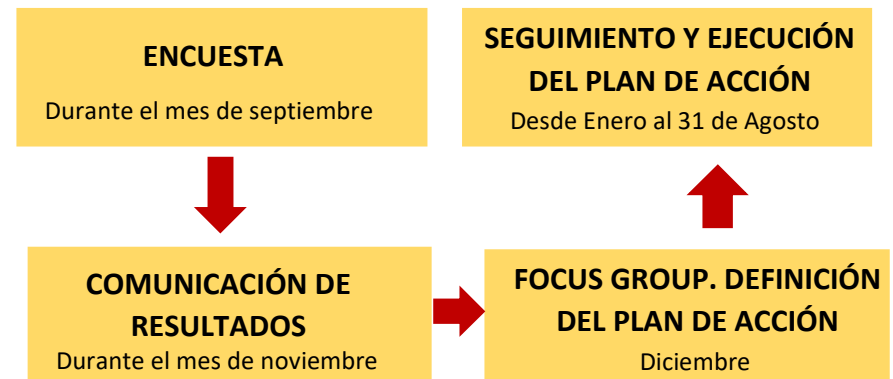 ENCUESTA
Durante el mes de septiembre
COMUNICACIÓN DE
RESULTADOS
Durante el mes de noviembre
FOCUS GROUP. DEFINICIÓN
DEL PLAN DE ACCIÓN
Diciembre
SEGUIMIENTO Y EJECUCIÓN
DEL PLAN DE ACCIÓN
Desde Enero al 31 de Agosto